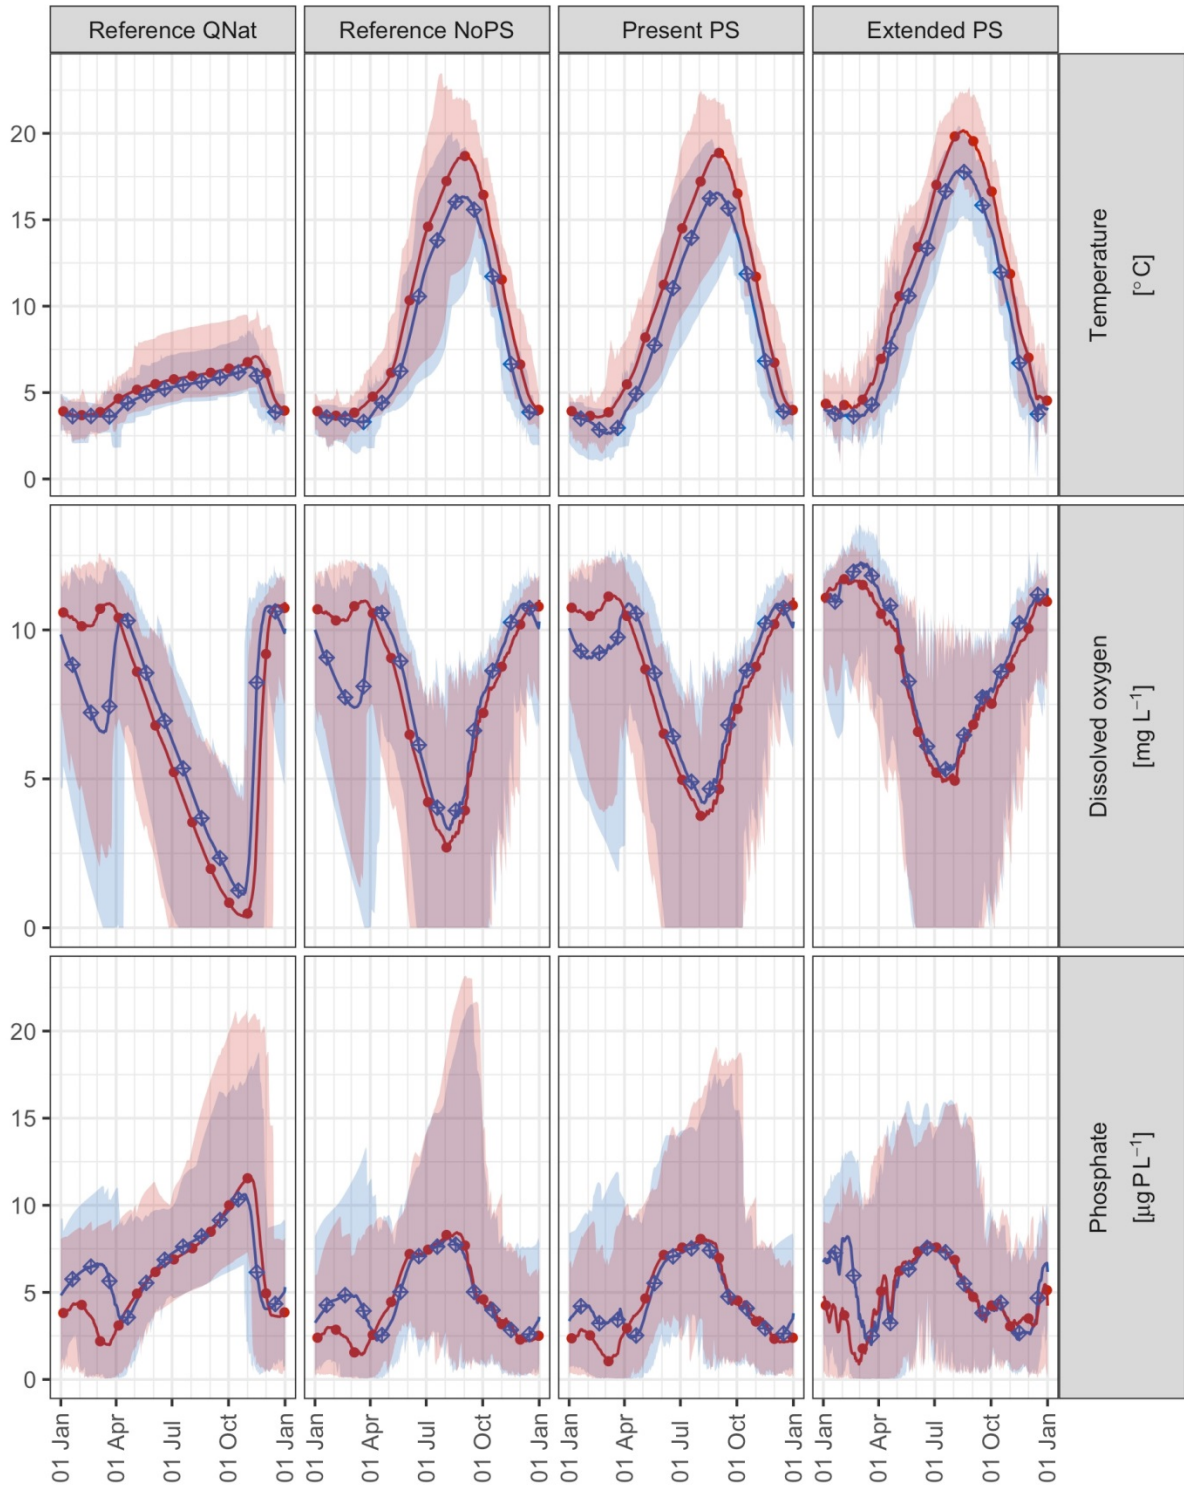 Reference QNat
Reference NoPS
Present PS
Extended PS
20
15
10
5
0
Temperature
[°C]
10
5
0
Dissolved oxygen
[mg L⁻¹]
20
15
10
5
0
Phosphate
[µg P L⁻¹]
01 Jan
01 Apr
01 Jul
01 Oct
01 Jan
01 Jan
01 Apr
01 Jul
01 Oct
01 Jan
01 Jan
01 Apr
01 Jul
01 Oct
01 Jan
01 Jan
01 Apr
01 Jul
01 Oct
01 Jan